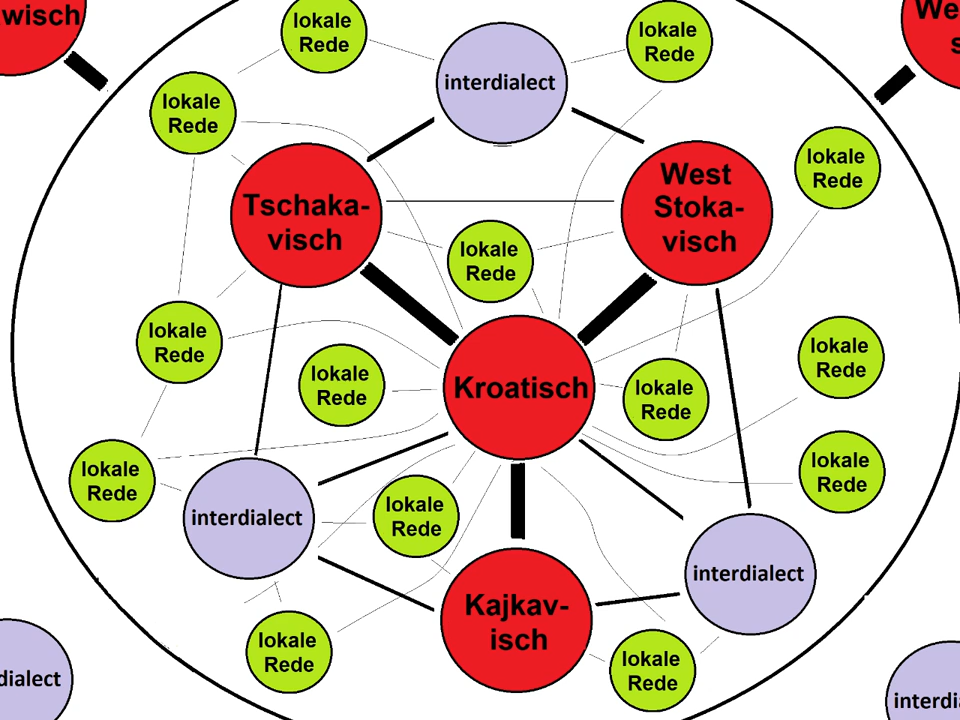 wisch
We
s
lokale
Rede
lokale
Rede
interdialect
lokale
Rede
lokale
Rede
Tschaka-
visch
West
Stoka-
visch
lokale
Rede
lokale
Rede
lokale
Rede
lokale
Rede
Kroatisch
lokale
Rede
lokale
Rede
lokale
Rede
lokale
Rede
interdialect
lokale
Rede
interdialect
Kajkav-
isch
lokale
Rede
lokale
Rede
dialect
interdia